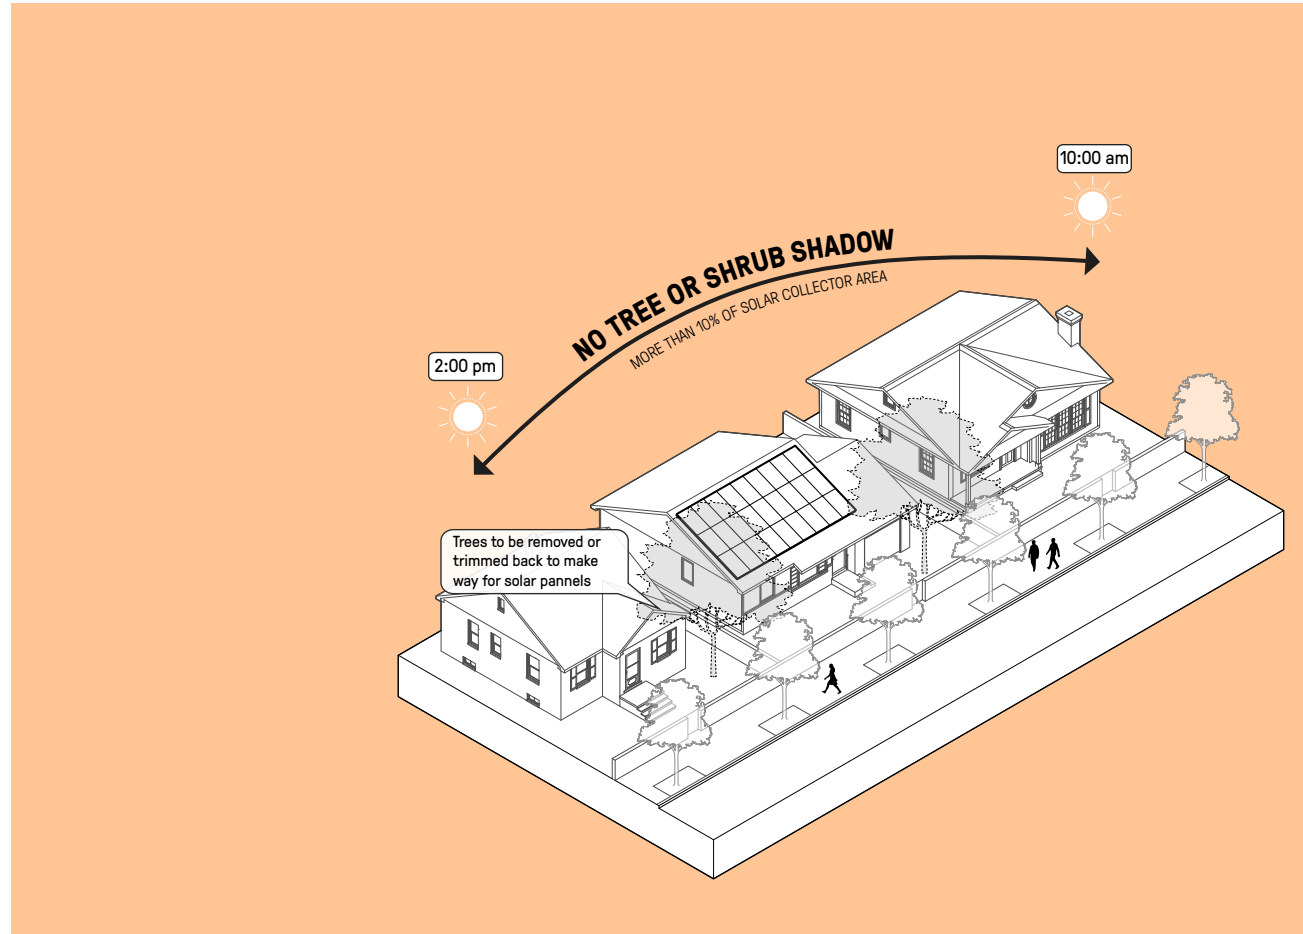 10:00 am
NO TREE OR SHRUB SHADOW
MORE THAN 10% OF SOLAR COLLECTOR AREA
2:00 pm
Trees to be removed or
trimmed back to make
way for solar pannels